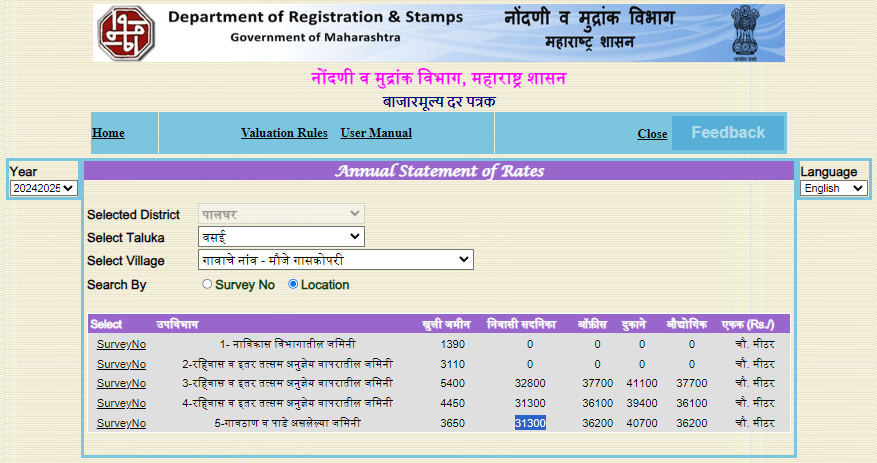 Department of Registration & Stamps
Government of Maharashtra
नोंदणी व मुद्रांक विभाग
महाराष्ट्र शासन
नोंदणी व मुद्रांक विभाग, महाराष्ट्र शासन
बाजारमूल्य दर पत्रक
Home Valuation Rules User Manual Close Feedback
Year
20242025
Annual Statement of Rates
Language
English
Selected District पालघर
Select Taluka वसई
Select Village गावाचे नांव - मौजे गासकोपरी
Search By Survey No Location
Select उपविभाग खुली जमीन निवासी सदनिका ऑफ़ीस दुकाने औद्योगिक एकक (Rs./)
SurveyNo 1- नाविकास विभागातील जमिनी 1390 0 0 0 0 चौ. मीटर
SurveyNo 2-रहिवास व इतर तत्सम अनुज्ञेय वापरातील जमिनी 3110 0 0 0 0 चौ. मीटर
SurveyNo 3-रहिवास व इतर तत्सम अनुज्ञेय वापरातील जमिनी 5400 32800 37700 41100 37700 चौ. मीटर
SurveyNo 4-रहिवास व इतर तत्सम अनुज्ञेय वापरातील जमिनी 4450 31300 36100 39400 36100 चौ. मीटर
SurveyNo 5-गावठाण व पाडे असलेल्या जमिनी 3650 31300 36200 40700 36200 चौ. मीटर